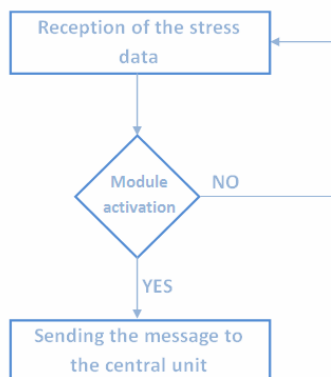 Reception of the stress
data
Module
activation
NO
YES
Sending the message to
the central unit